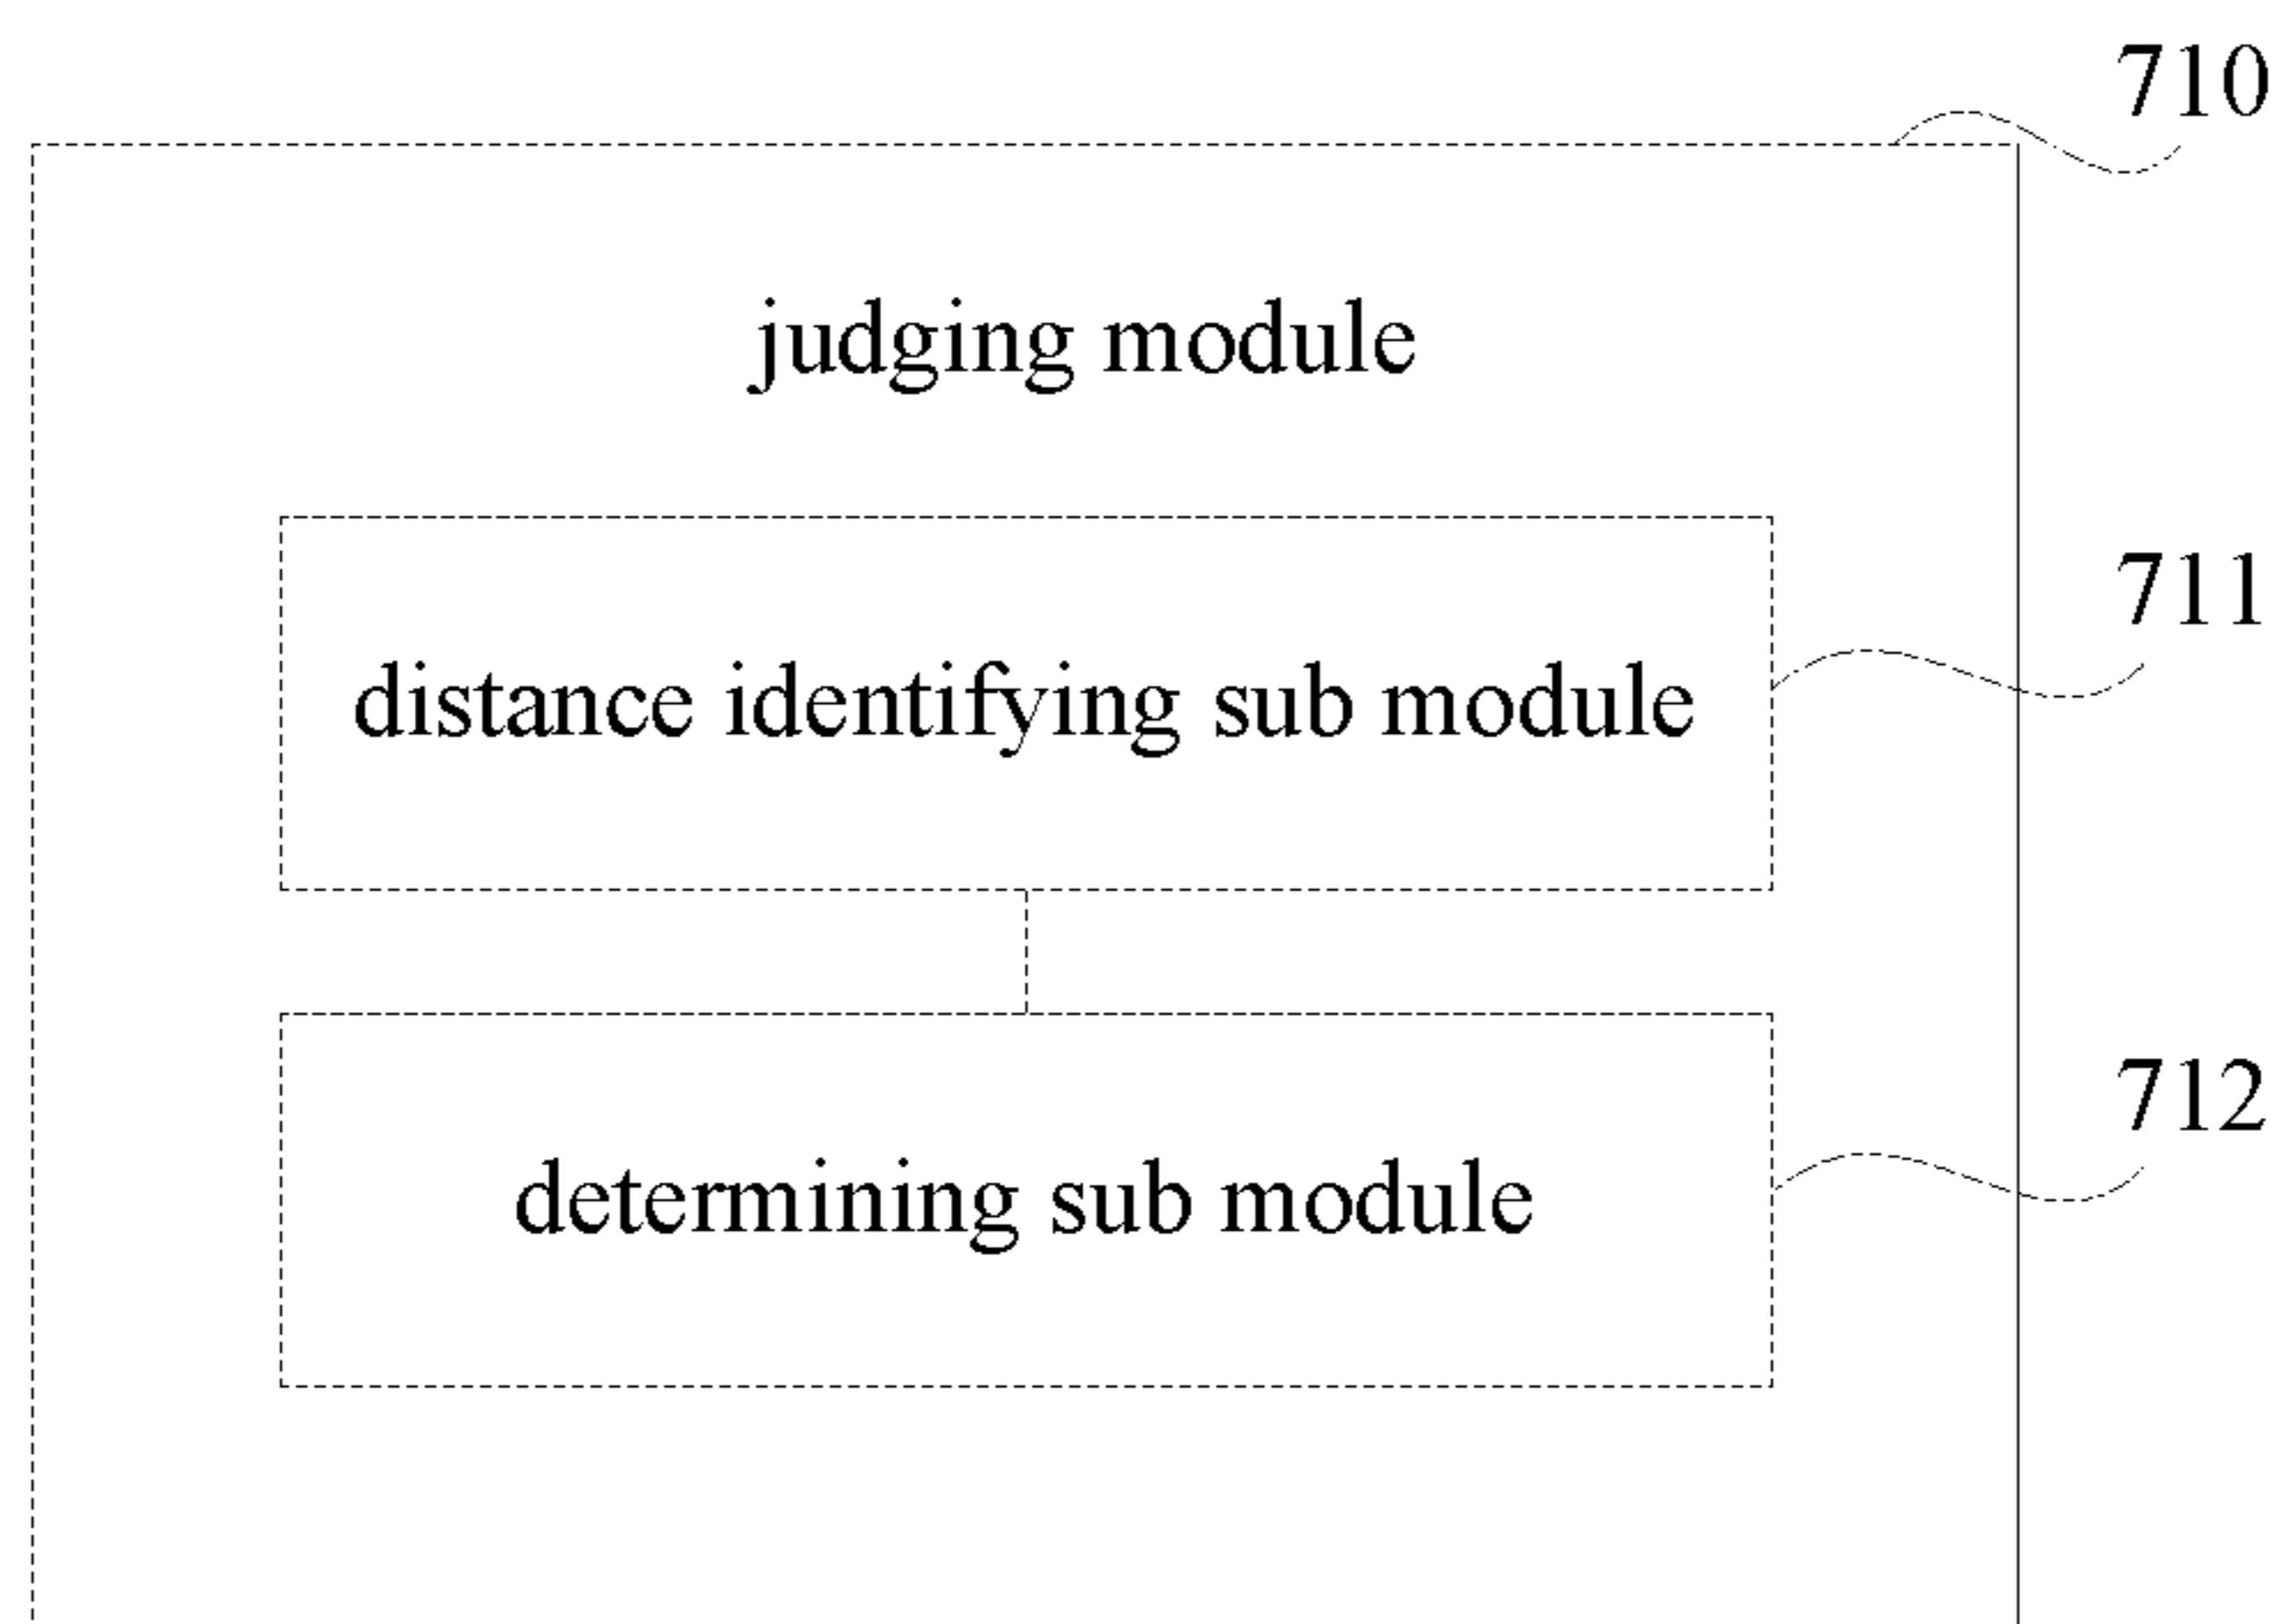 710
judging module
711
distance identifying sub module
712
determining sub module